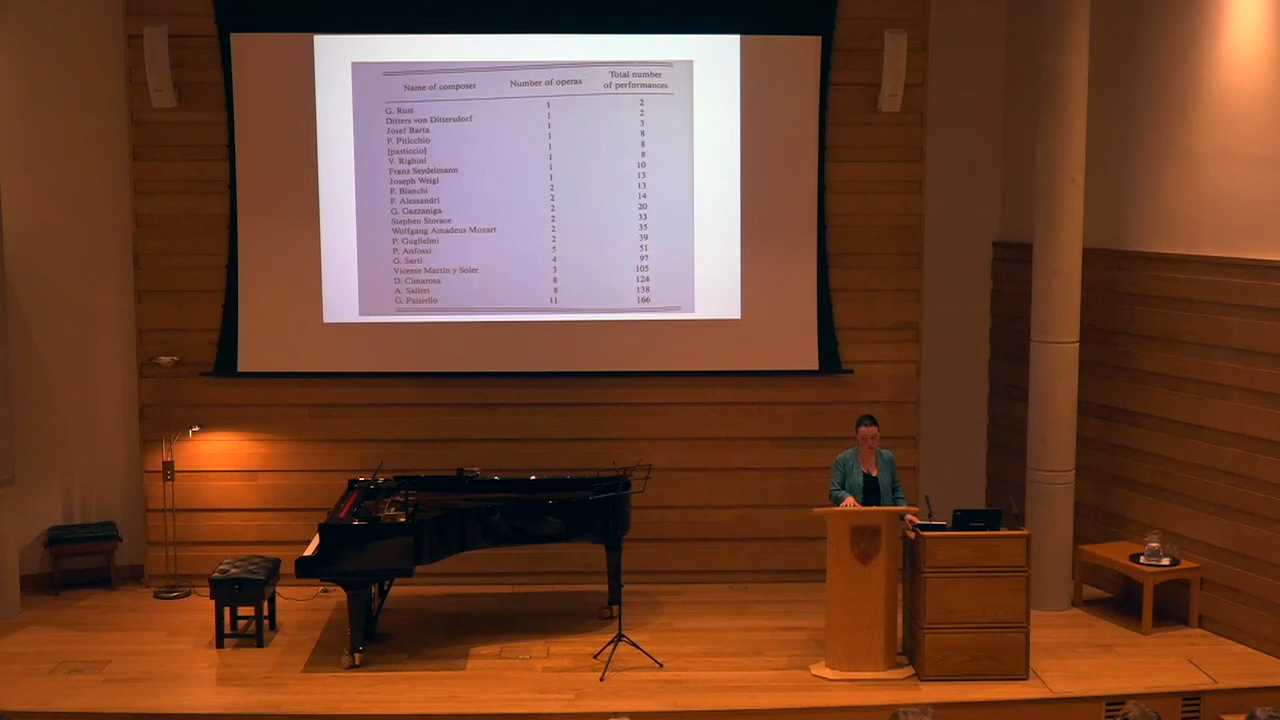 Name of composer Number of operas Total number of performances
G. Rust 1 2
Ditters von Dittersdorf 1 2
Josef Barta 1 3
F. Piticchio 1 8
[pasticcio] 1 8
V. Righini 1 8
Franz Seydelmann 1 10
Joseph Weigl 1 13
F. Bianchi 2 13
F. Alessandri 2 14
G. Gazzaniga 2 20
Stephen Storace 2 33
Wolfgang Amadeus Mozart 2 35
P. Guglielmi 2 39
P. Anfossi 5 51
G. Sarti 4 97
Vicente Martín y Soler 3 105
D. Cimarosa 8 124
A. Salieri 8 138
G. Paisiello 11 166